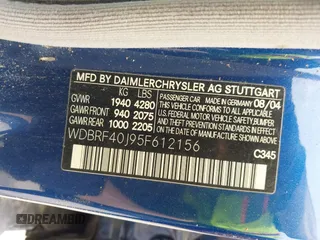 MFD BY DAIMLERCHRYSLER AG STUTTGART
KG LBS
GVWR 1940 4280
GAWR FRONT 940 2075
GAWR REAR 1000 2205
PASSENGER CAR
MADE IN GERMANY 08/04
THIS VEHICLE CONFORMS TO ALL
APPLICABLE FEDERAL MOTOR
VEHICLE SAFETY, BUMPER AND
THEFT PREVENTION STANDARDS
IN EFFECT ON THE DATE OF
MANUFACTURE SHOWN ABOVE
WDBRF40J95F612156
C345
DREAMBID